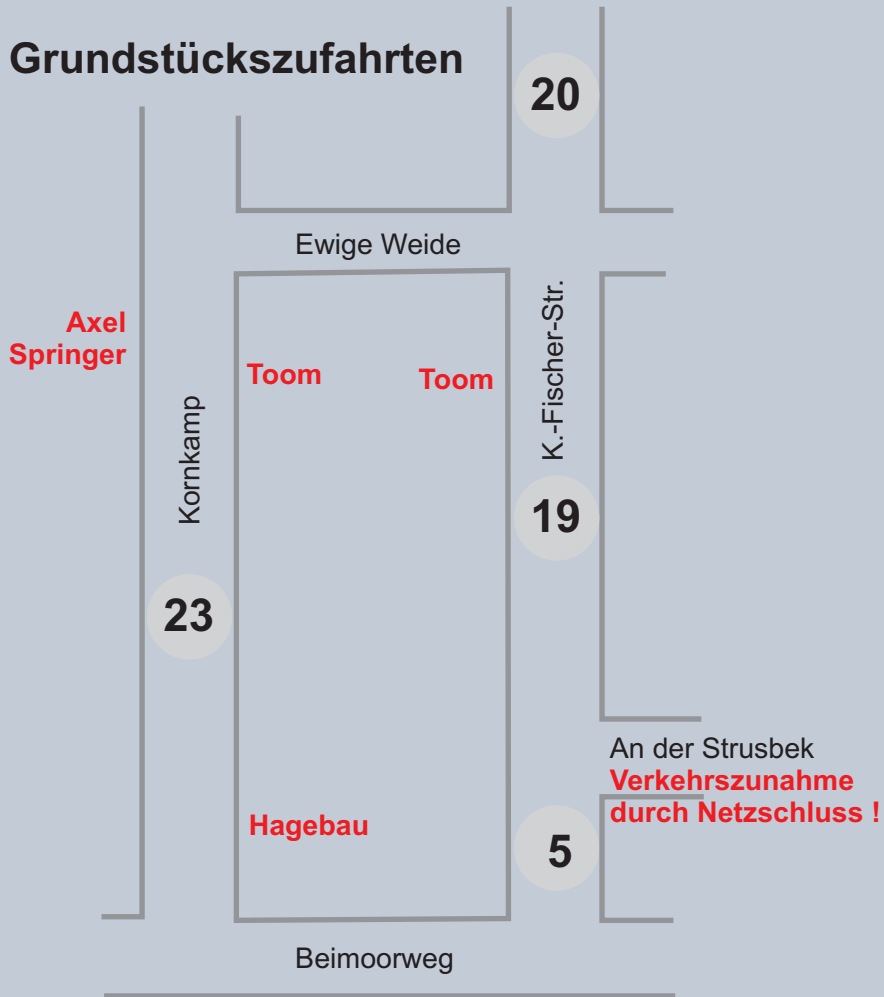 Grundstückszufahrten
20
Ewige Weide
Axel
Springer
Toom
Toom
K.-Fischer-Str.
Kornkamp
19
23
An der Strusbek
Verkehrszunahme
durch Netzschluss !
Hagebau
5
Beimoorweg